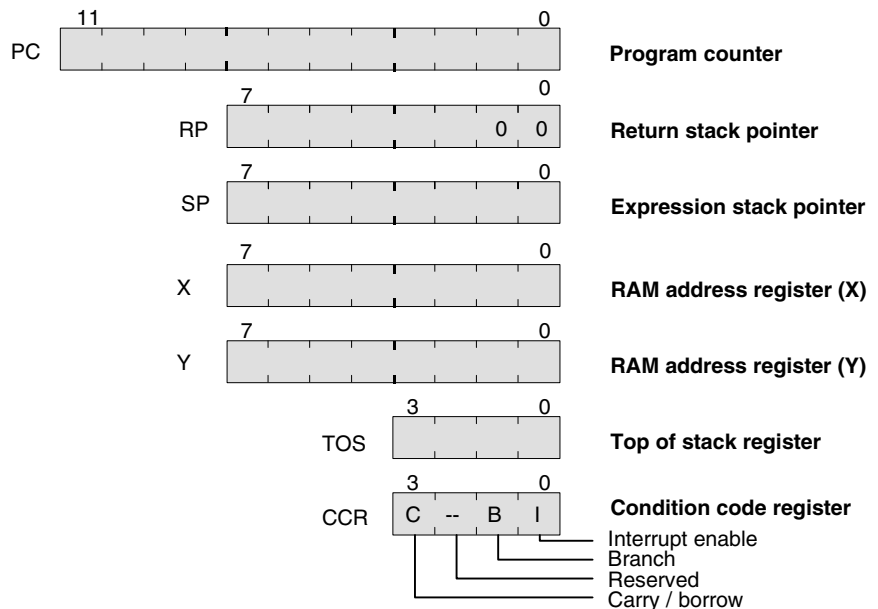 11 0
PC Program counter
7 0
RP 0 0 Return stack pointer
7 0
SP Expression stack pointer
7 0
X RAM address register (X)
7 0
Y RAM address register (Y)
3 0
TOS Top of stack register
3 0
CCR C -- B I Condition code register
Interrupt enable
Branch
Reserved
Carry / borrow